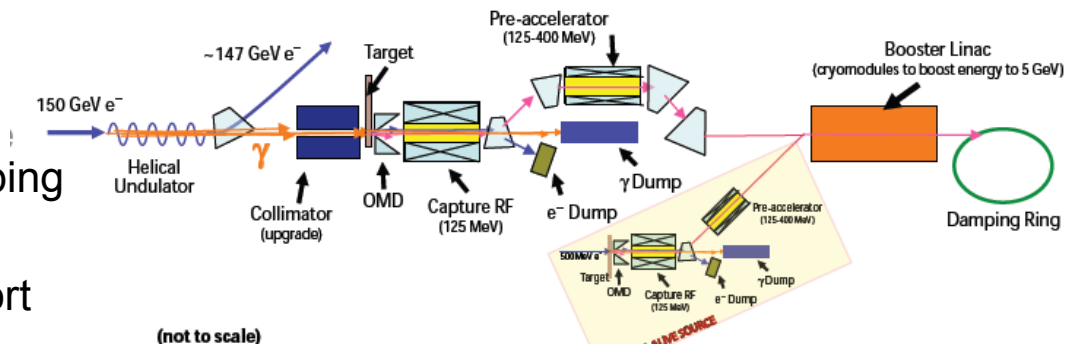 Pre-accelerator
(125-400 MeV)
~147 GeV e⁻
Target
Booster Linac
(cryomodules to boost energy to 5 GeV)
150 GeV e⁻
γ
Helical
Undulator
Collimator
(upgrade)
OMD
Capture RF
(125 MeV)
e⁻ Dump
γ Dump
Damping Ring
Pre-accelerator
(125-400 MeV)
500 MeV e⁻
Target
OMD
Capture RF
(125 MeV)
e⁻ Dump
γ Dump
ALIVE SOURCE
ping
ort
(not to scale)